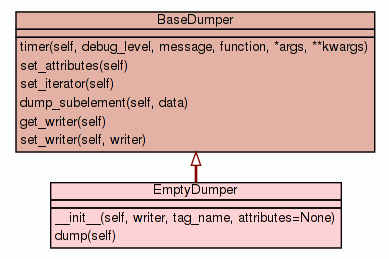 BaseDumper
timer(self, debug_level, message, function, *args, **kwargs)
set_attributes(self)
set_iterator(self)
dump_subelement(self, data)
get_writer(self)
set_writer(self, writer)
EmptyDumper
__init__(self, writer, tag_name, attributes=None)
dump(self)